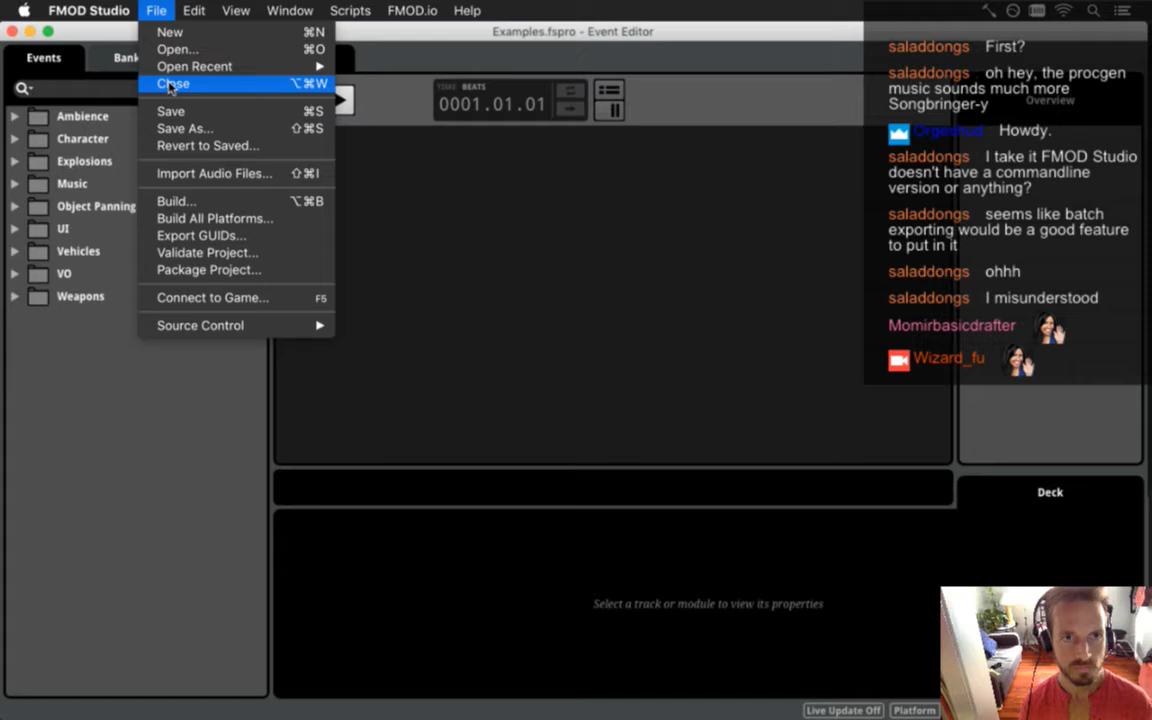 FMOD Studio File Edit View Window Scripts FMOD.io Help
Examples.fspro - Event Editor
Events Bank
New ⌘N
Open... ⌘O
Open Recent ▶
Close ⌥⌘W
Save ⌘S
Save As... ⇧⌘S
Revert to Saved...
Import Audio Files... ⇧⌘I
Build... ⌥⌘B
Build All Platforms...
Export GUIDs...
Validate Project...
Package Project...
Connect to Game... F5
Source Control ▶
Ambience
Character
Explosions
Music
Object Panning
UI
Vehicles
VO
Weapons
TIME BEATS
0001.01.01
Overview
saladdongs First?
saladdongs oh hey, the procgen
music sounds much more
Songbringer-y
Orgeshud Howdy.
saladdongs I take it FMOD Studio
doesn't have a commandline
version or anything?
saladdongs seems like batch
exporting would be a good feature
to put in it
saladdongs ohhh
saladdongs I misunderstood
Momirbasicdrafter
Wizard_fu
Deck
Select a track or module to view its properties
Live Update Off Platform